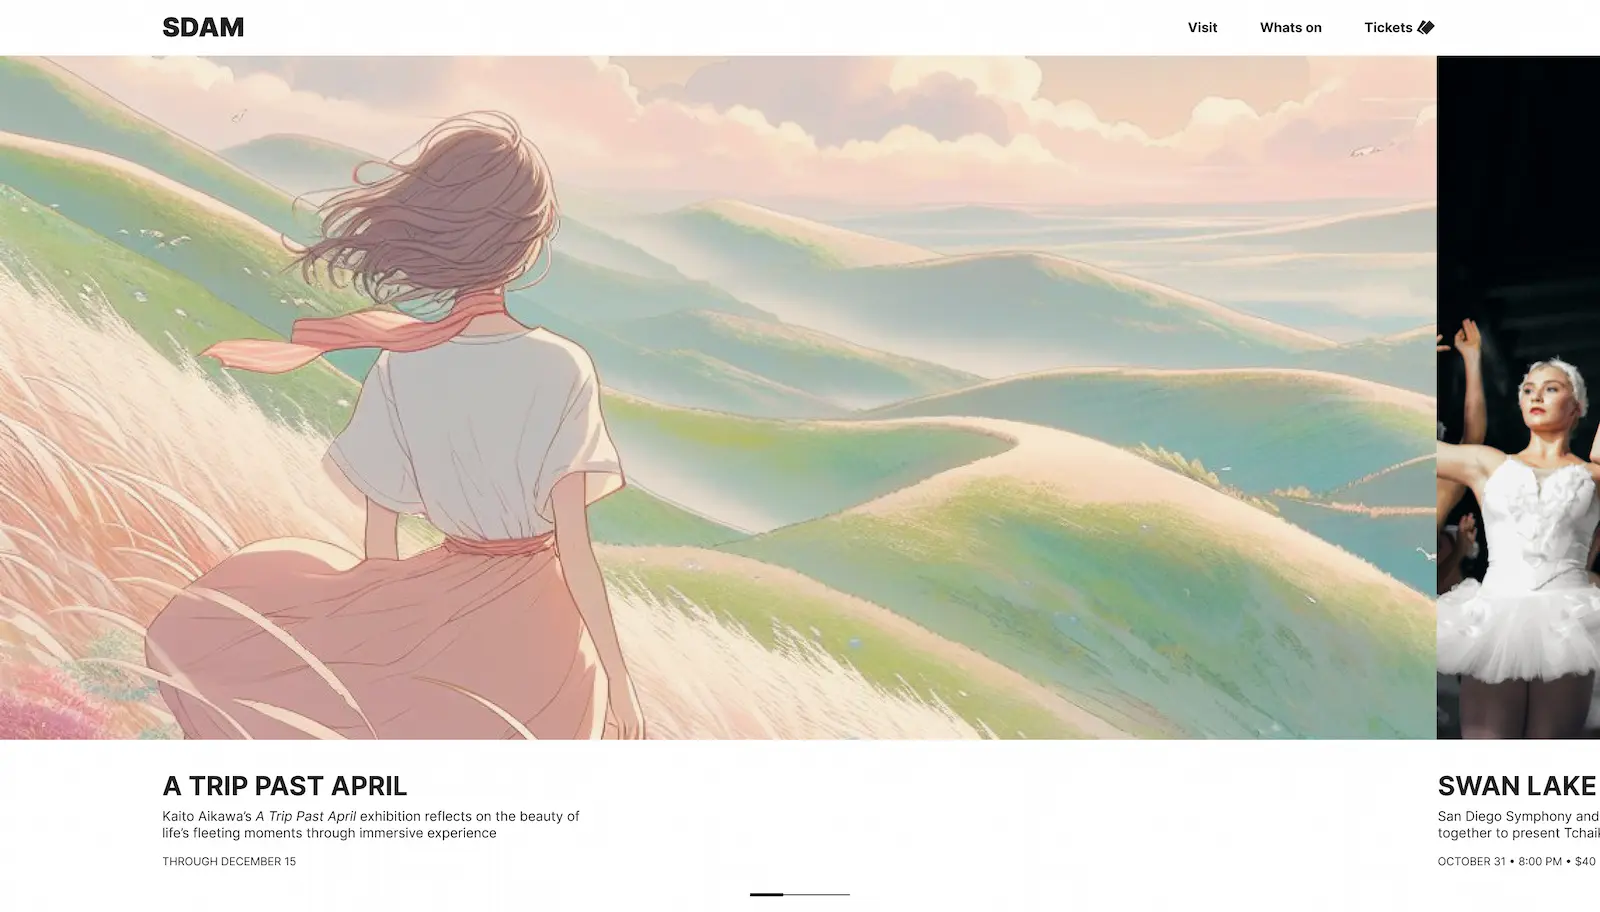 SDAM
Visit
Whats on
Tickets
A TRIP PAST APRIL
Kaito Aikawa's A Trip Past April exhibition reflects on the beauty of
life's fleeting moments through immersive experience
THROUGH DECEMBER 15
SWAN LAKE
San Diego Symphony and
together to present
OCTOBER 31 • 8:00 PM • $40